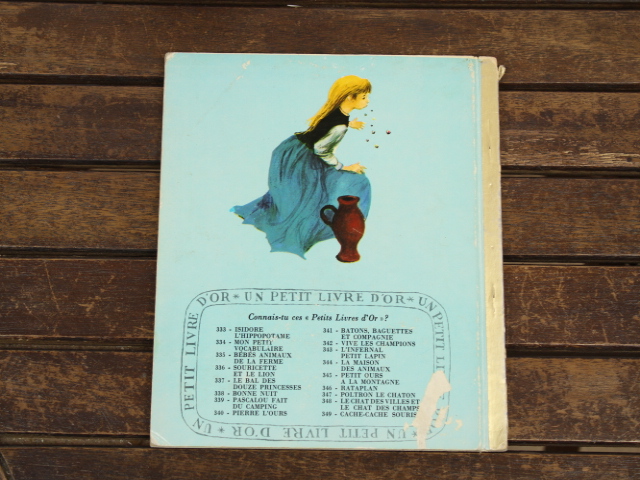 UN PETIT LIVRE D'OR * UN PETIT LIVRE D'OR * UN PETIT
Connais-tu ces « Petits Livres d'Or » ?
333 - ISIDORE
L'HIPPOPOTAME
334 - MON PETIT
VOCABULAIRE
335 - BÉBÉS ANIMAUX
DE LA FERME
336 - SOURICETTE
ET LE LION
337 - LE BAL DES
DOUZE PRINCESSES
338 - BONNE NUIT
339 - PASCALOU FAIT
DU CAMPING
340 - PIERRE L'OURS
341 - BATONS, BAGUETTES
ET COMPAGNIE
342 - VIVE LES CHAMPIONS
343 - L'INFERNAL
PETIT LAPIN
344 - LA MAISON
DES ANIMAUX
345 - PETIT OURS
A LA MONTAGNE
346 - RATAPLAN
347 - POLTRON LE CHATON
348 - LE CHAT DES VILLES ET
LE CHAT DES CHAMPS
349 - CACHE-CACHE SOURIS
UN PETIT LIVRE D'OR * UN PETIT